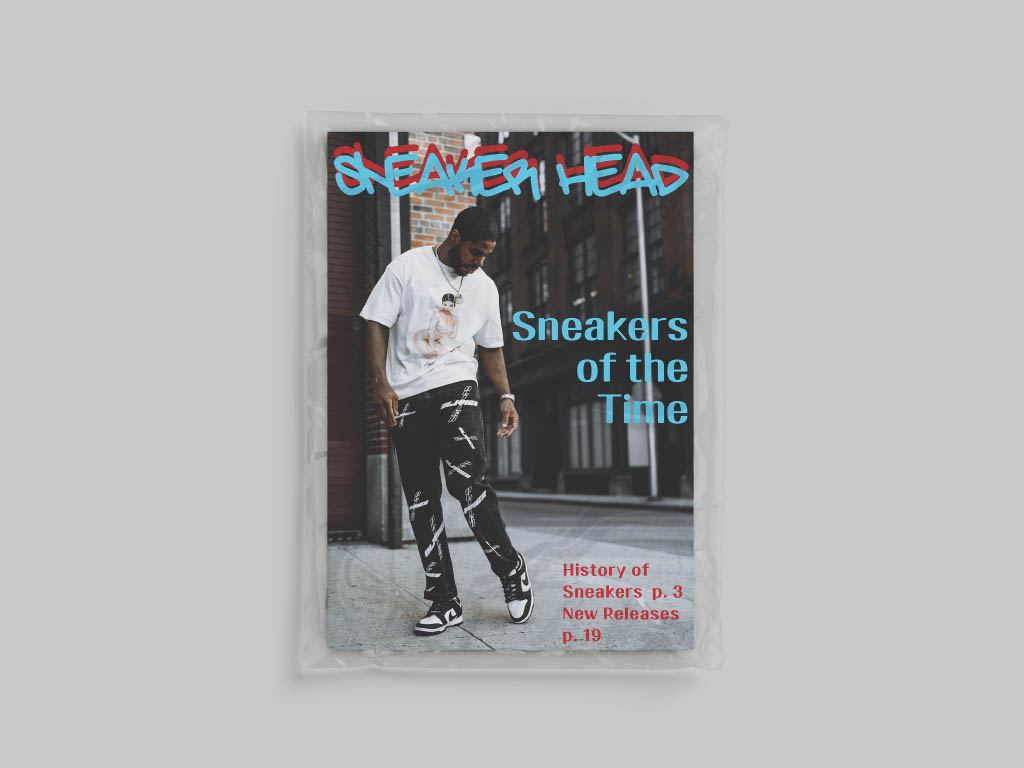 SNEAKER HEAD
Sneakers
of the
Time
History of
Sneakers p. 3
New Releases
p. 19